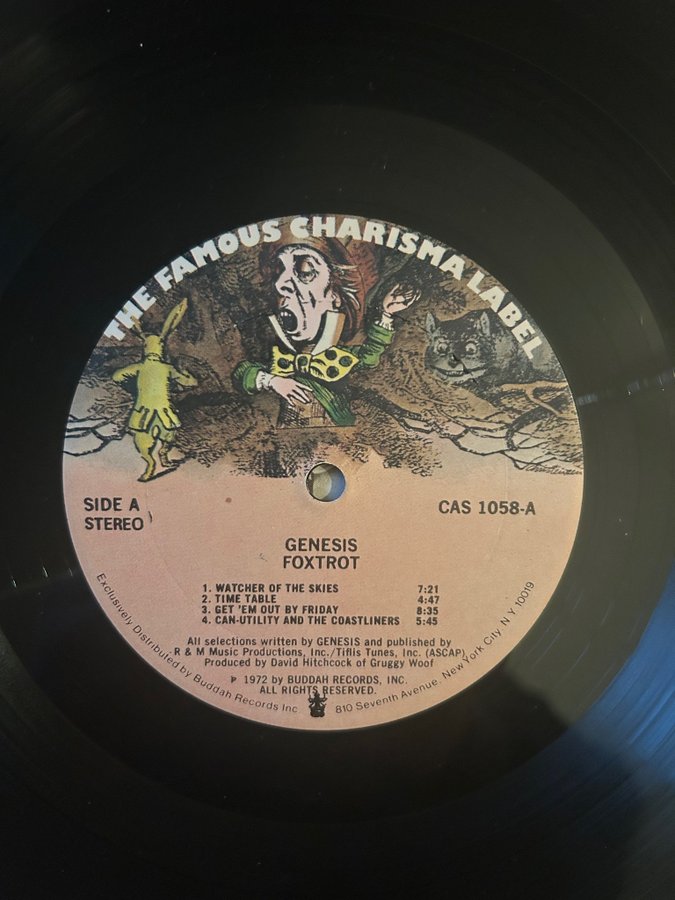 THE FAMOUS CHARISMA LABEL
SIDE A
STEREO
CAS 1058-A
GENESIS
FOXTROT
1. WATCHER OF THE SKIES 7:21
2. TIME TABLE 4:47
3. GET 'EM OUT BY FRIDAY 8:35
4. CAN-UTILITY AND THE COASTLINERS 5:45
All selections written by GENESIS and published by
R & M Music Productions, Inc./Tiflis Tunes, Inc. (ASCAP)
Produced by David Hitchcock of Gruggy Woof
℗ 1972 by BUDDAH RECORDS, INC.
ALL RIGHTS RESERVED.
Exclusively Distributed by Buddah Records Inc 810 Seventh Avenue, New York City, N Y 10019